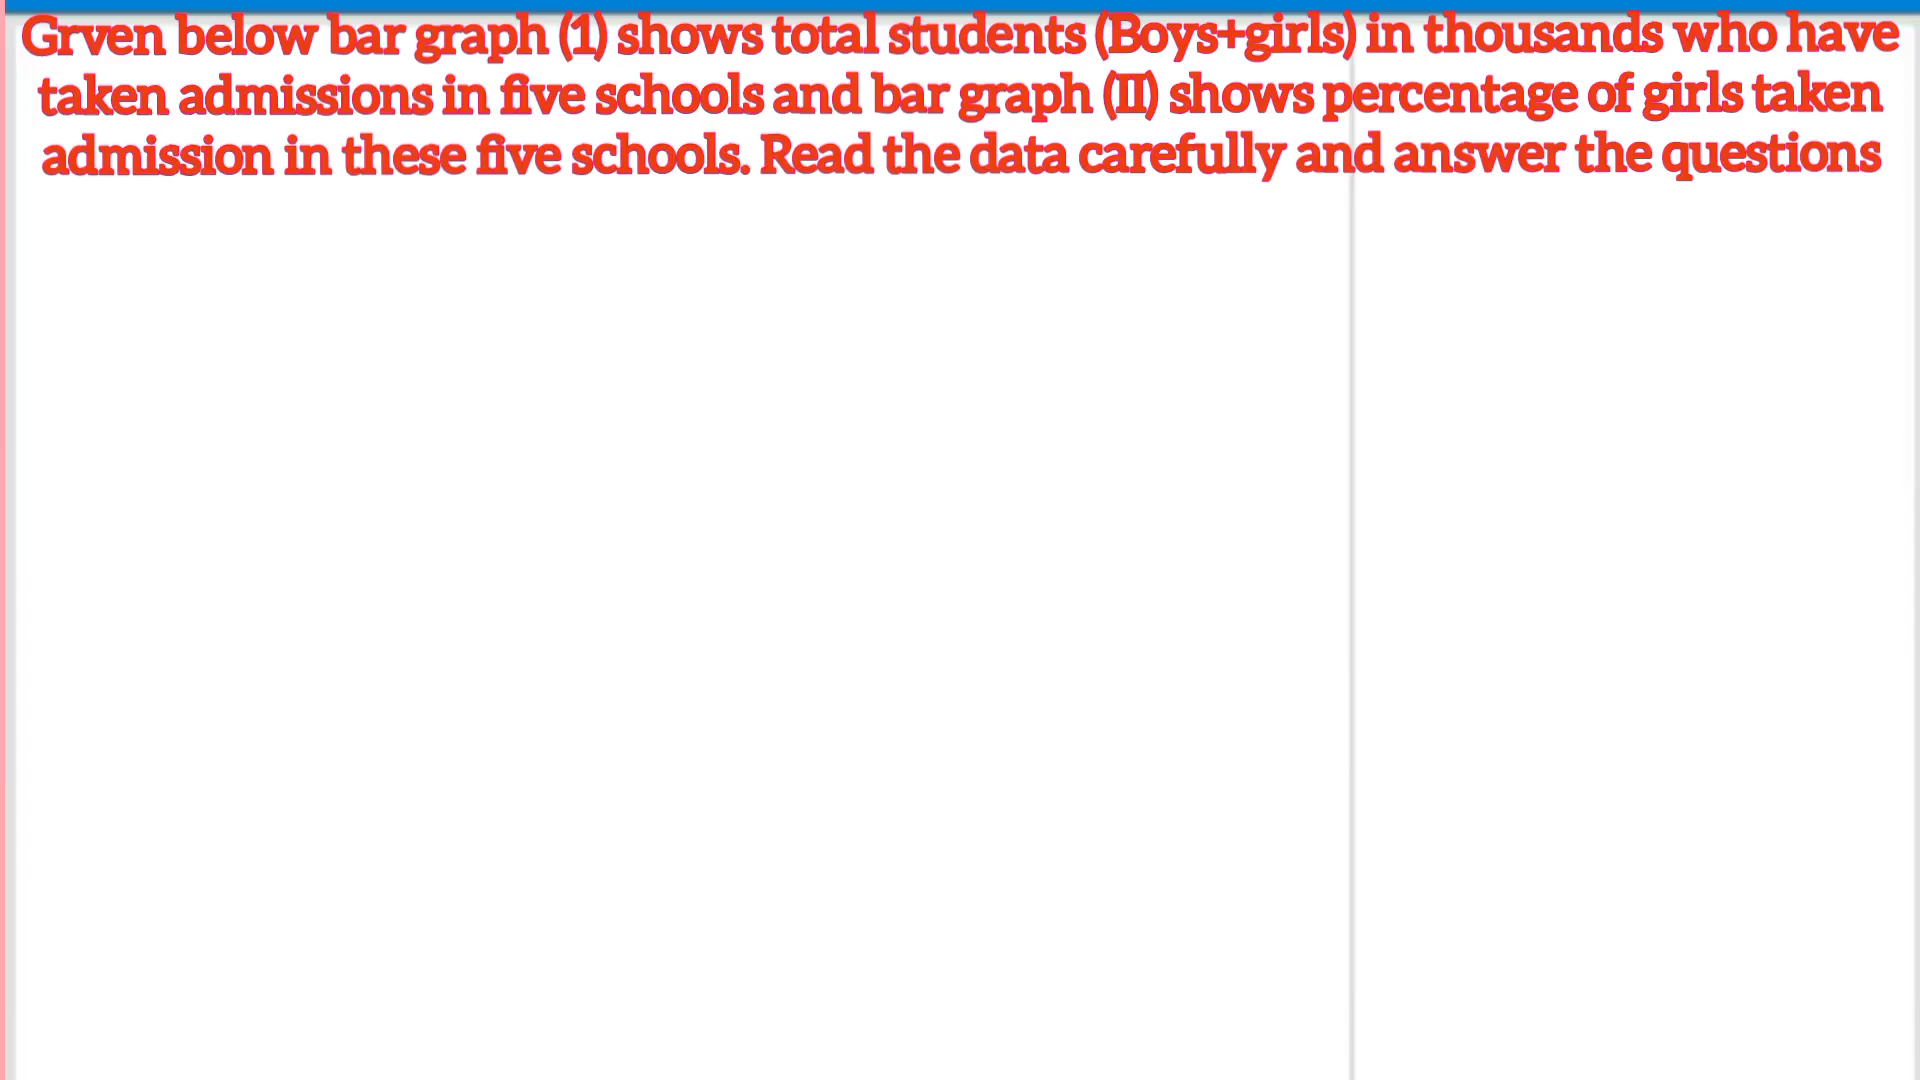 Grven below bar graph (1) shows total students (Boys+girls) in thousands who have
taken admissions in five schools and bar graph (II) shows percentage of girls taken
admission in these five schools. Read the data carefully and answer the questions